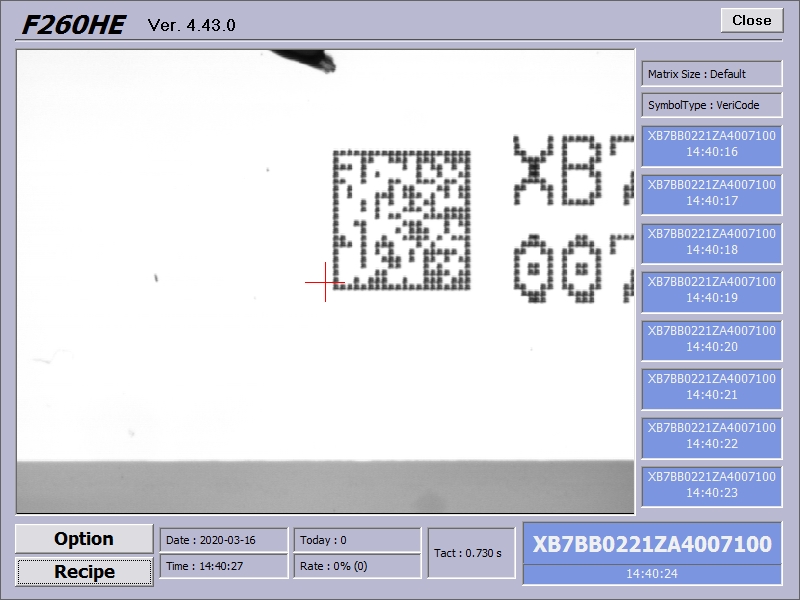 F260HE Ver. 4.43.0 Close
XB7
007
Matrix Size : Default
SymbolType : VeriCode
XB7BB0221ZA4007100
14:40:16
XB7BB0221ZA4007100
14:40:17
XB7BB0221ZA4007100
14:40:18
XB7BB0221ZA4007100
14:40:19
XB7BB0221ZA4007100
14:40:20
XB7BB0221ZA4007100
14:40:21
XB7BB0221ZA4007100
14:40:22
XB7BB0221ZA4007100
14:40:23
Option
Recipe
Date : 2020-03-16
Time : 14:40:27
Today : 0
Rate : 0% (0)
Tact : 0.730 s
XB7BB0221ZA4007100
14:40:24